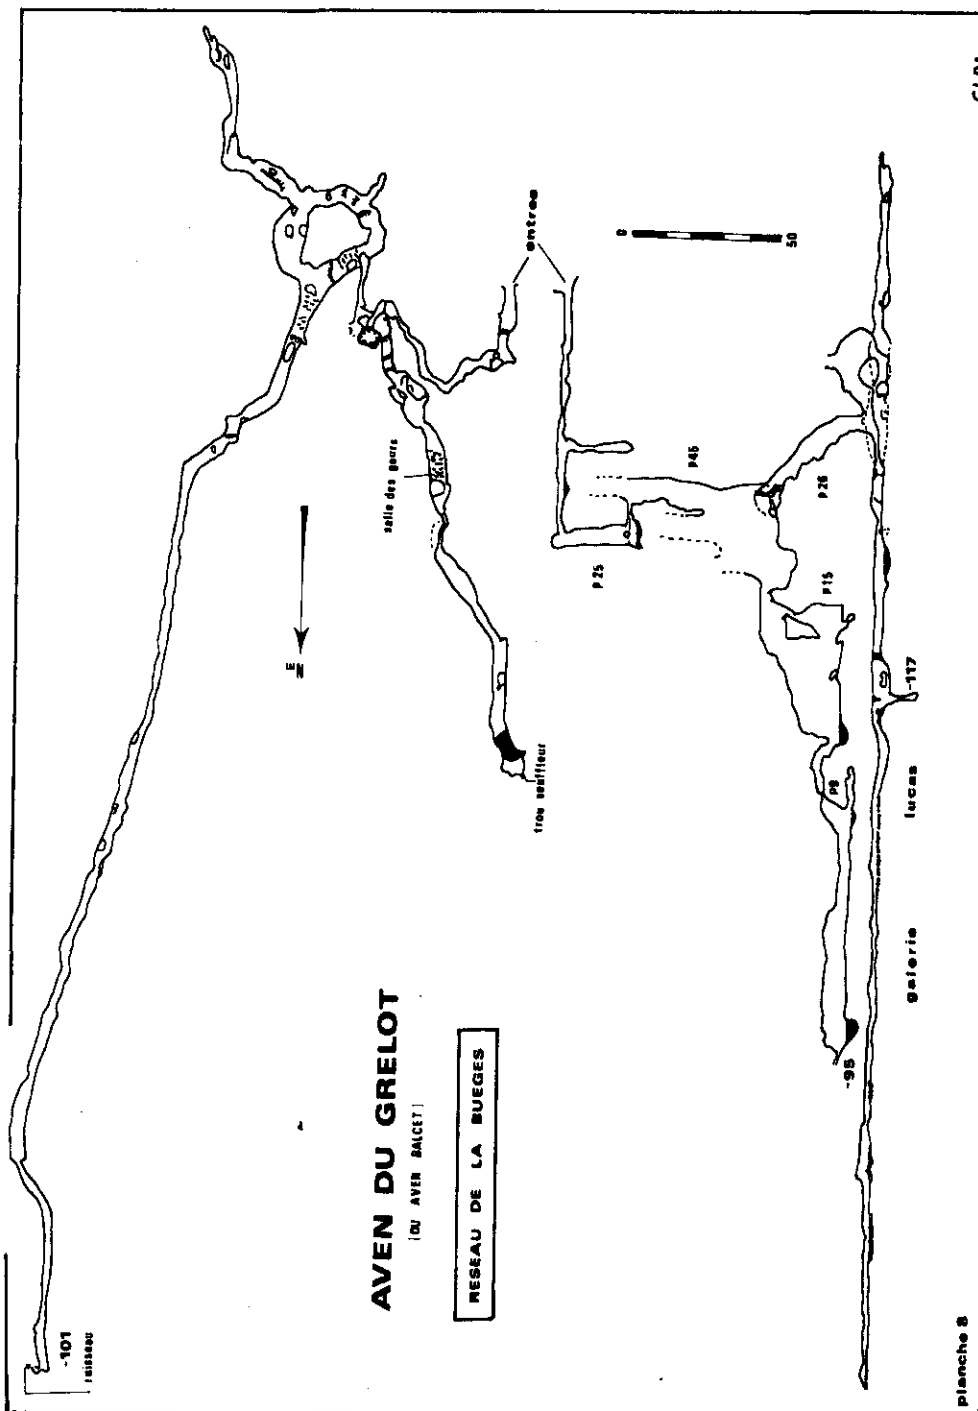 AVEN DU GRELOT
(OU AVEN BALCET)
RESEAU DE LA BUEGES
-101
ruisseau
salle des gours
trou souffleur
NE
entree
0
50
P25
P45
P26
P15
P8
-95
-117
galerie lucas
planche 8